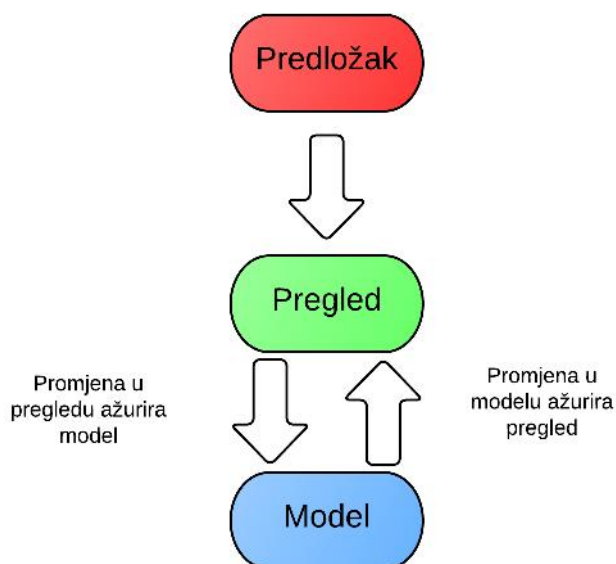 Predložak
Pregled
Promjena u
pregledu ažurira
model
Promjena u
modelu ažurira
pregled
Model